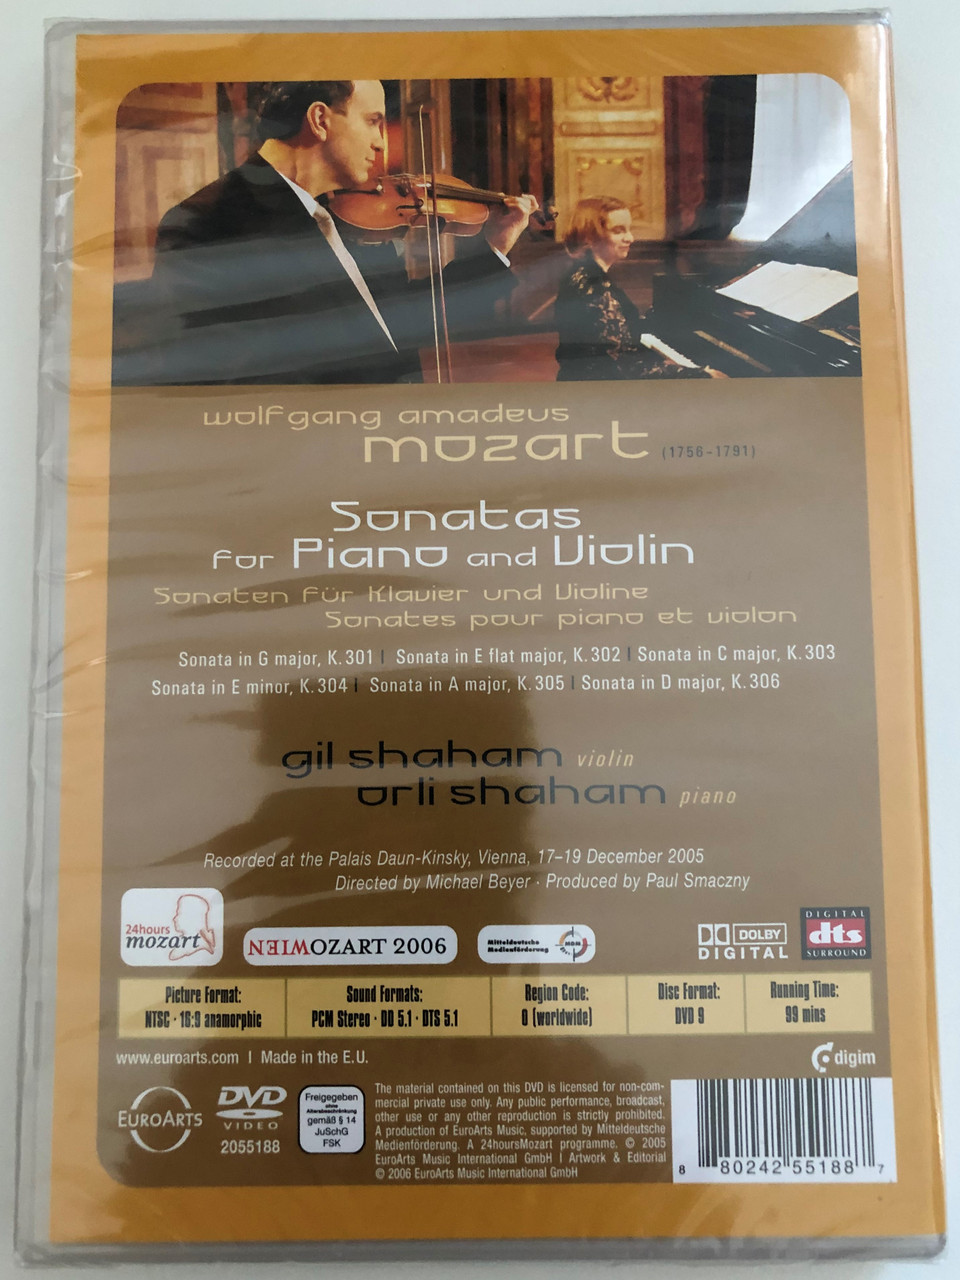 wolfgang amadeus
mozart (1756-1791)
Sonatas
for Piano and Violin
Sonaten für Klavier und Violine
Sonates pour piano et violon
Sonata in G major, K.301 | Sonata in E flat major, K.302 | Sonata in C major, K.303
Sonata in E minor, K.304 | Sonata in A major, K.305 | Sonata in D major, K.306
gil shaham violin
orli shaham piano
Recorded at the Palais Daun-Kinsky, Vienna, 17–19 December 2005
Directed by Michael Beyer · Produced by Paul Smaczny
24hours
mozart
WIENMOZART 2006
Mitteldeutsche
Medienförderung
MDM
DOLBY
DIGITAL
DIGITAL
dts
SURROUND
Picture Format:
NTSC · 16:9 anamorphic
Sound Formats:
PCM Stereo · DD 5.1 · DTS 5.1
Region Code:
0 (worldwide)
Disc Format:
DVD 9
Running Time:
99 mins
www.euroarts.com | Made in the E.U.
digim
EuroArts
DVD
VIDEO
2055188
Freigegeben
ohne
Altersbeschränkung
gemäß § 14
JuSchG
FSK
The material contained on this DVD is licensed for non-com-
mercial private use only. Any public performance, broadcast,
other use or any other reproduction is strictly prohibited.
A production of EuroArts Music, supported by Mitteldeutsche
Medienförderung. A 24hoursMozart programme. © 2005
EuroArts Music International GmbH | Artwork & Editorial
© 2006 EuroArts Music International GmbH
8 80242 55188 7